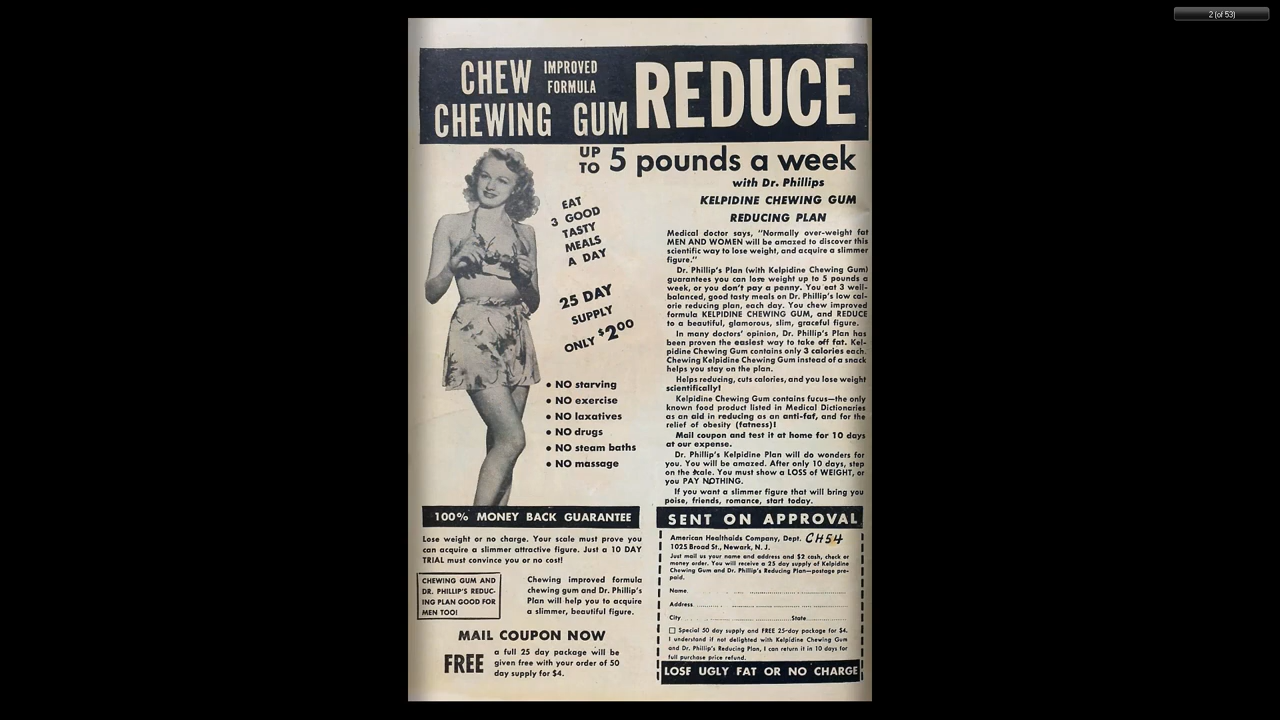 2 (of 53)
CHEW IMPROVED FORMULA
CHEWING GUM REDUCE
UP TO 5 pounds a week
with Dr. Phillips
KELPIDINE CHEWING GUM
REDUCING PLAN
EAT
3 GOOD
TASTY
MEALS
A DAY
25 DAY
SUPPLY
ONLY $2.00
• NO starving
• NO exercise
• NO laxatives
• NO drugs
• NO steam baths
• NO massage
Medical doctor says, "Normally over-weight fat
MEN AND WOMEN will be amazed to discover this
scientific way to lose weight, and acquire a slimmer
figure."
Dr. Phillip's Plan (with Kelpidine Chewing Gum)
guarantees you can lose weight up to 5 pounds a
week, or you don't pay a penny. You eat 3 well-
balanced, good tasty meals on Dr. Phillip's low cal-
orie reducing plan, each day. You chew improved
formula KELPIDINE CHEWING GUM, and REDUCE
to a beautiful, glamorous, slim, graceful figure.
In many doctors' opinion, Dr. Phillip's Plan has
been proven the easiest way to take off fat. Kel-
pidine Chewing Gum contains only 3 calories each.
Chewing Kelpidine Chewing Gum instead of a snack
helps you stay on the plan.
Helps reducing, cuts calories, and you lose weight
scientifically!
Kelpidine Chewing Gum contains fucus—the only
known food product listed in Medical Dictionaries
as an aid in reducing as an anti-fat, and for the
relief of obesity (fatness)!
Mail coupon and test it at home for 10 days
at our expense.
Dr. Phillip's Kelpidine Plan will do wonders for
you. You will be amazed. After only 10 days, step
on the scale. You must show a LOSS of WEIGHT, or
you PAY NOTHING.
If you want a slimmer figure that will bring you
poise, friends, romance, start today.
100% MONEY BACK GUARANTEE
Lose weight or no charge. Your scale must prove you
can acquire a slimmer attractive figure. Just a 10 DAY
TRIAL must convince you or no cost!
CHEWING GUM AND
DR. PHILLIP'S REDUC-
ING PLAN GOOD FOR
MEN TOO!
Chewing improved formula
chewing gum and Dr. Phillip's
Plan will help you to acquire
a slimmer, beautiful figure.
MAIL COUPON NOW
FREE
a full 25 day package will be
given free with your order of 50
day supply for $4.
SENT ON APPROVAL
American Healthaids Company, Dept. CH54
1025 Broad St., Newark, N. J.
Just mail us your name and address and $2 cash, check or
money order. You will receive a 25 day supply of Kelpidine
Chewing Gum and Dr. Phillip's Reducing Plan—postage pre-
paid.
Name
Address
City State
Special 50 day supply and FREE 25-day package for $4.
I understand if not delighted with Kelpidine Chewing Gum
and Dr. Phillip's Reducing Plan, I can return it in 10 days for
full purchase price refund.
LOSE UGLY FAT OR NO CHARGE